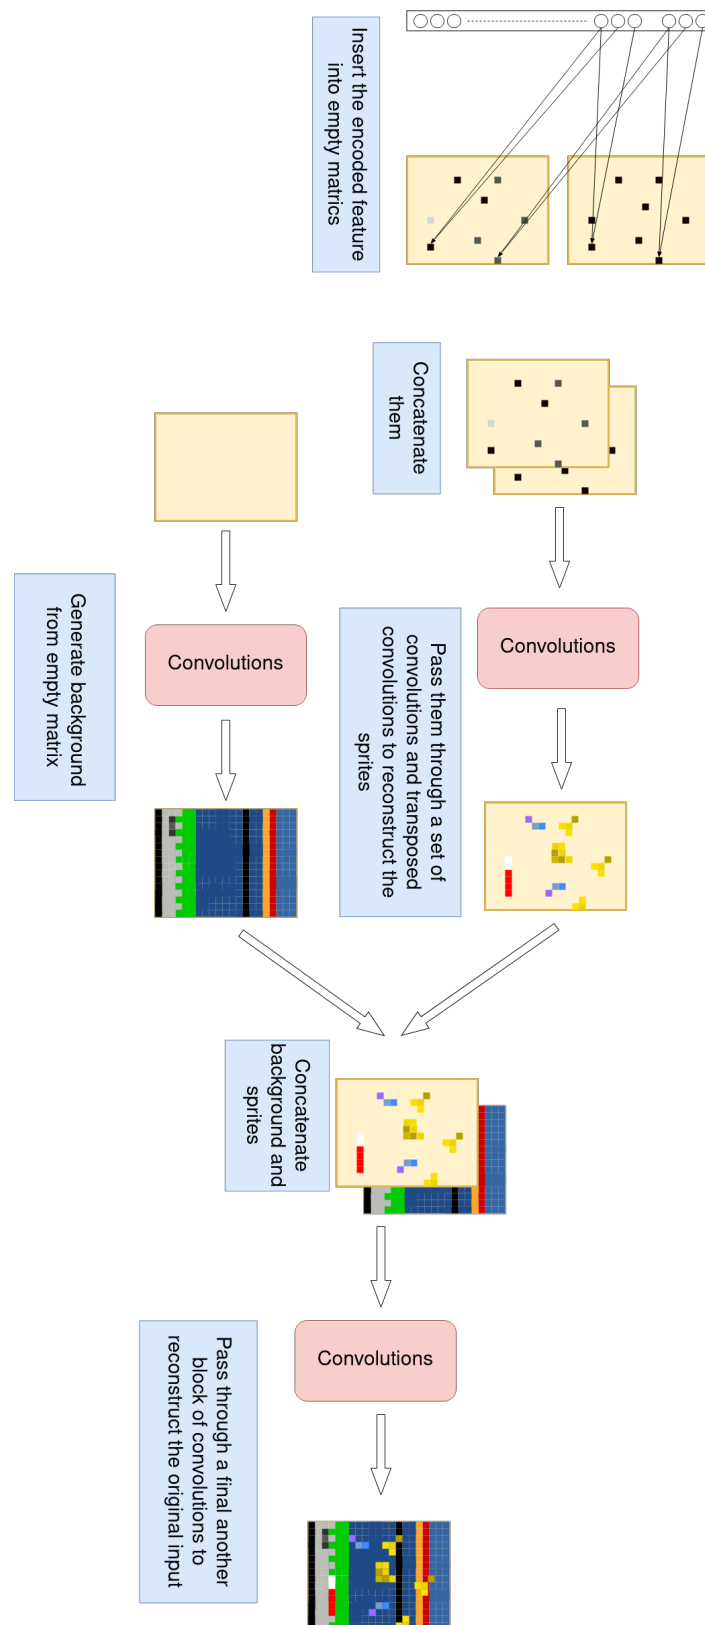 Insert the encoded feature
into empty matrics
Concatenate
them
Convolutions
Pass them through a set of
convolutions and transposed
convolutions to reconstruct the
sprites
Convolutions
Generate background
from empty matrix
Concatenate
background and
sprites
Convolutions
Pass through a final another
block of convolutions to
reconstruct the original input